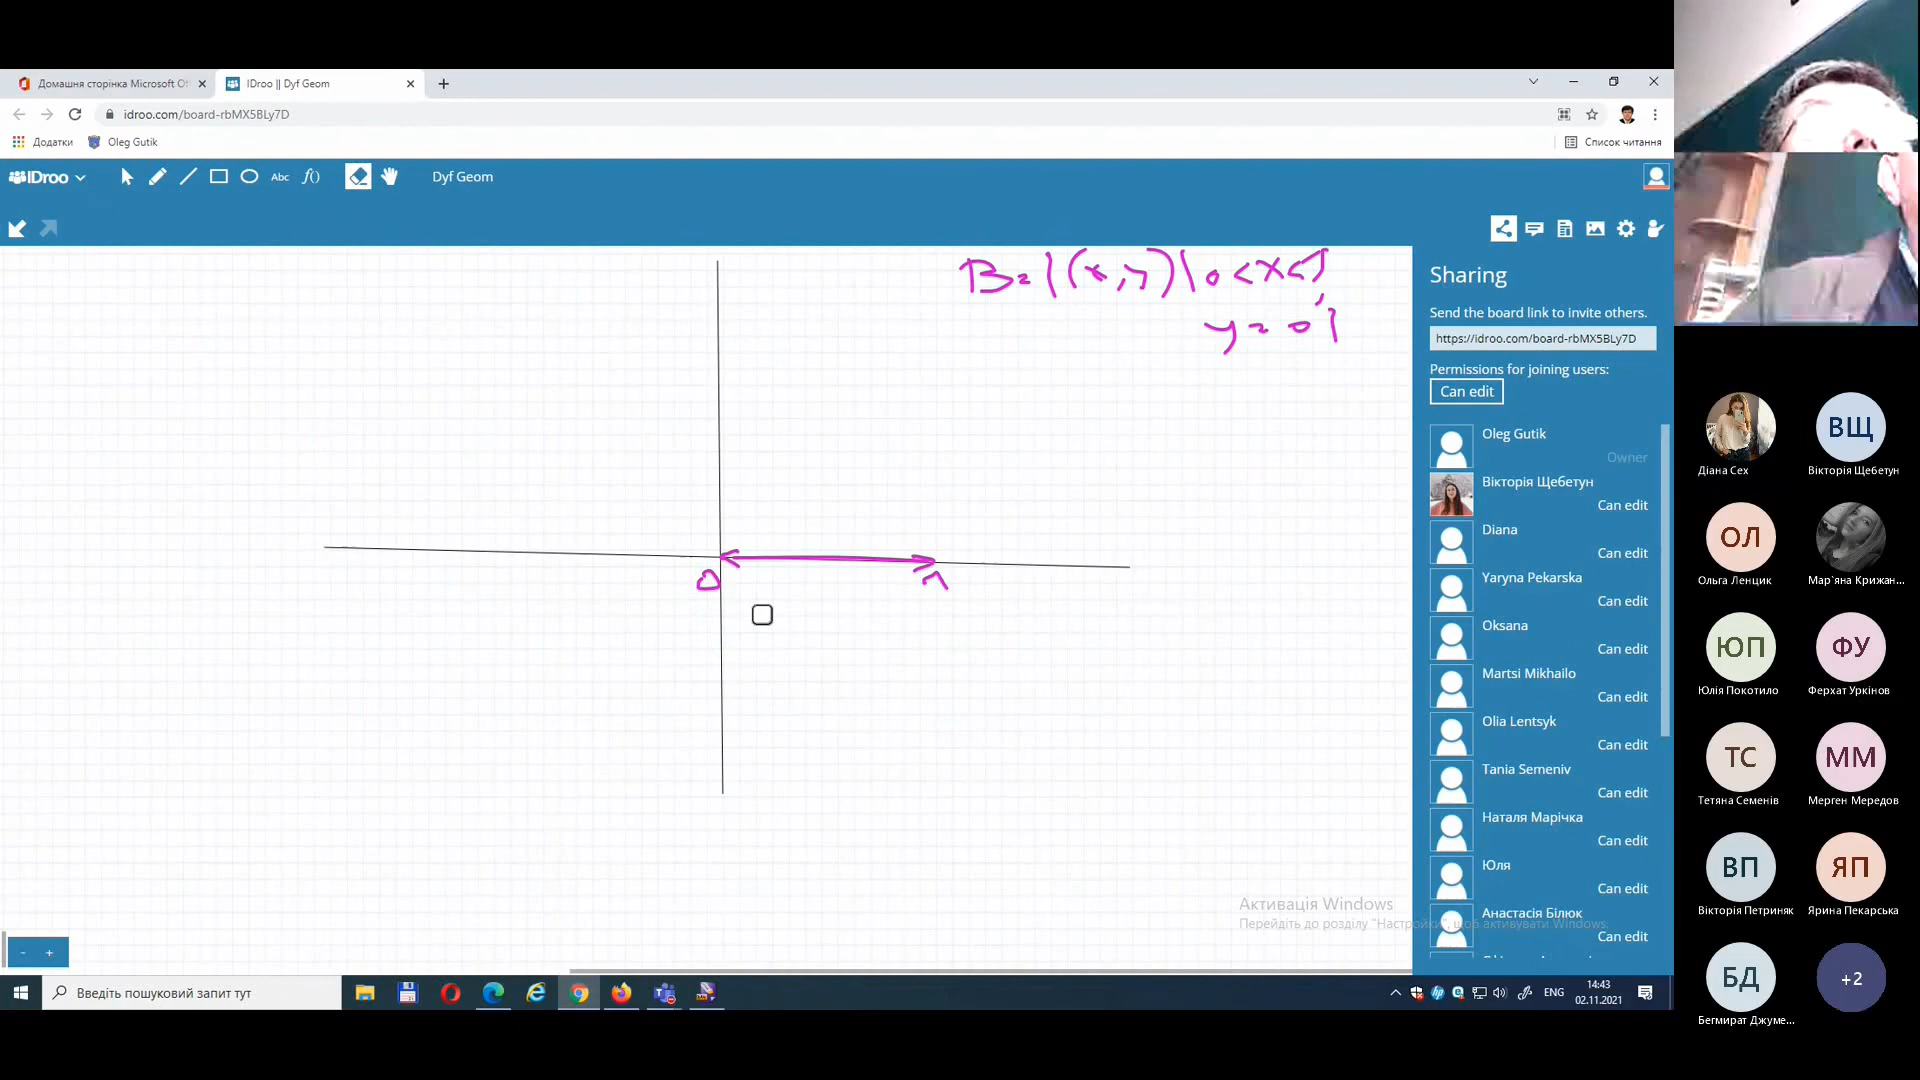 Домашня сторінка Microsoft Of
IDroo || Dyf Geom
idroo.com/board-rbMX5BLy7D
Додатки
Oleg Gutik
Список читання
IDroo
Abc
f()
Dyf Geom
B={(x,y)|0<x<1,
y=0}
0
1
Sharing
Send the board link to invite others.
https://idroo.com/board-rbMX5BLy7D
Permissions for joining users:
Can edit
Oleg Gutik
Owner
Вікторія Щебетун
Can edit
Diana
Can edit
Yaryna Pekarska
Can edit
Oksana
Can edit
Martsi Mikhailo
Can edit
Olia Lentsyk
Can edit
Tania Semeniv
Can edit
Наталя Марічка
Can edit
Юля
Can edit
Анастасія Білюк
Can edit
Активація Windows
Перейдіть до розділу "Настройки", щоб активувати Windows.
- +
Введіть пошуковий запит тут
ENG
14:43
02.11.2021
Діана Сех
ВЩ
Вікторія Щебетун
ОЛ
Ольга Ленцик
Мар`яна Крижан...
ЮП
Юлія Покотило
ФУ
Ферхат Уркінов
ТС
Тетяна Семенів
ММ
Мерген Мередов
ВП
Вікторія Петриняк
ЯП
Ярина Пекарська
БД
Бегмират Джуме...
+2